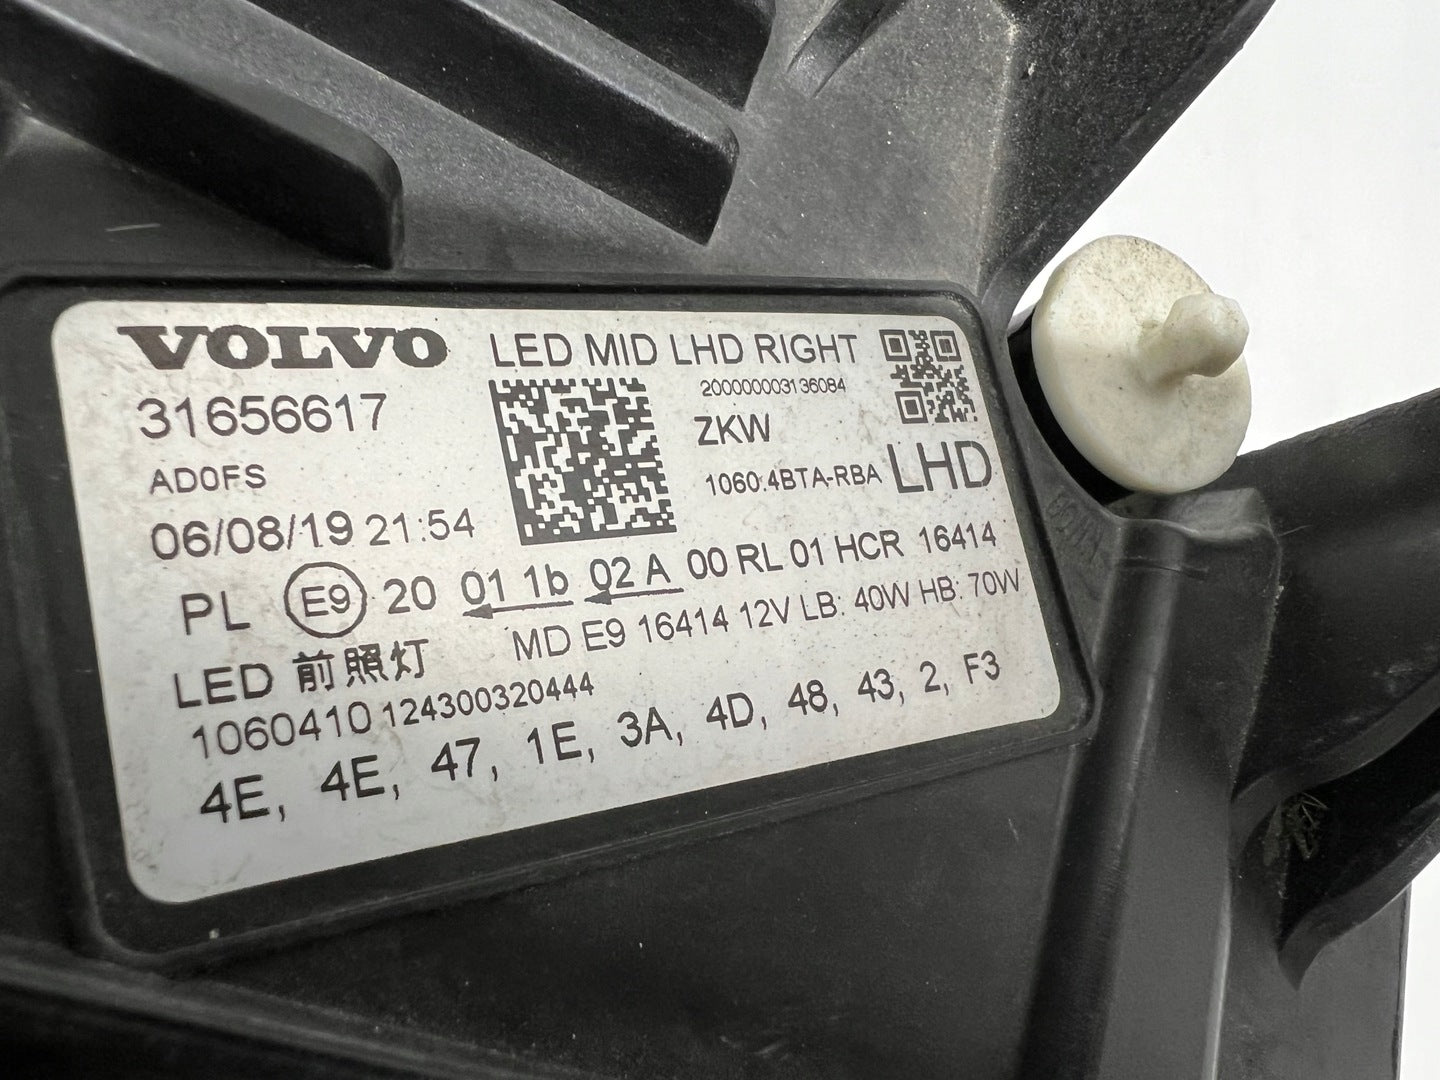 VOLVO LED MID LHD RIGHT
31656617 200000003136084
ZKW
AD0FS 1060.4BTA-RBA LHD
06/08/19 21:54
PL E9 20 01 1b 02 A 00 RL 01 HCR 16414
MD E9 16414 12V LB: 40W HB: 70W
LED 前照灯
1060410 124300320444
4E, 4E, 47, 1E, 3A, 4D, 48, 43, 2, F3